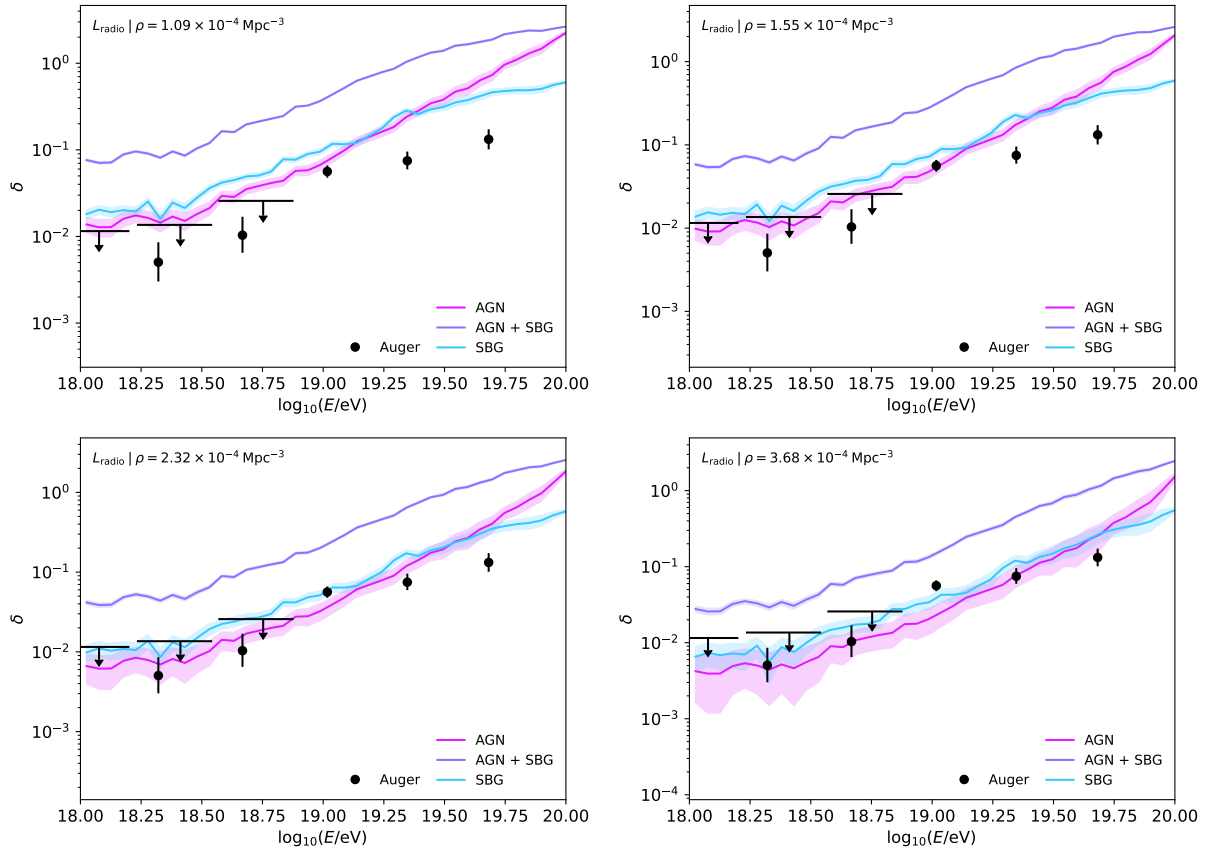 L_radio | ρ = 1.09 × 10⁻⁴ Mpc⁻³
10⁰
10⁻¹
10⁻²
10⁻³
δ
AGN
AGN + SBG
Auger
SBG
18.00 18.25 18.50 18.75 19.00 19.25 19.50 19.75 20.00
log₁₀(E/eV)
L_radio | ρ = 1.55 × 10⁻⁴ Mpc⁻³
10⁰
10⁻¹
10⁻²
10⁻³
δ
AGN
AGN + SBG
Auger
SBG
18.00 18.25 18.50 18.75 19.00 19.25 19.50 19.75 20.00
log₁₀(E/eV)
L_radio | ρ = 2.32 × 10⁻⁴ Mpc⁻³
10⁰
10⁻¹
10⁻²
10⁻³
δ
AGN
AGN + SBG
Auger
SBG
18.00 18.25 18.50 18.75 19.00 19.25 19.50 19.75 20.00
log₁₀(E/eV)
L_radio | ρ = 3.68 × 10⁻⁴ Mpc⁻³
10⁰
10⁻¹
10⁻²
10⁻³
10⁻⁴
δ
AGN
AGN + SBG
Auger
SBG
18.00 18.25 18.50 18.75 19.00 19.25 19.50 19.75 20.00
log₁₀(E/eV)